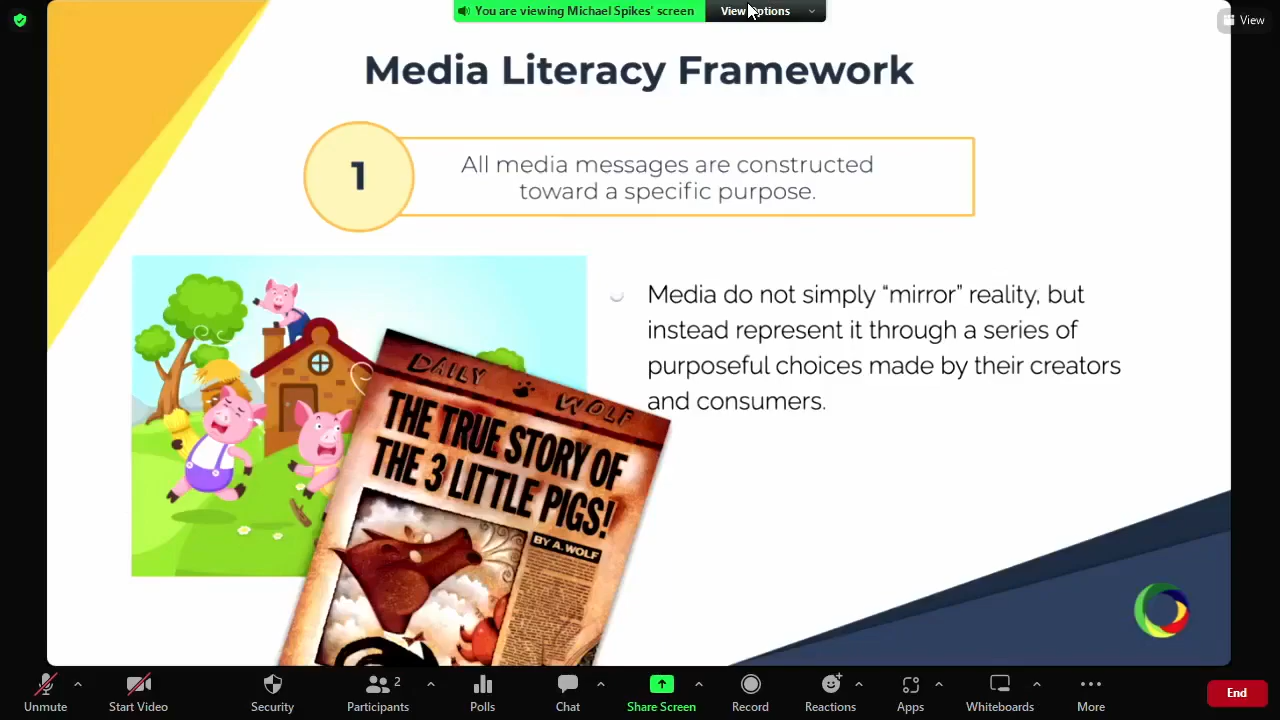 You are viewing Michael Spikes' screen
View Options
View
Media Literacy Framework
1
All media messages are constructed
toward a specific purpose.
Media do not simply “mirror” reality, but
instead represent it through a series of
purposeful choices made by their creators
and consumers.
DAILY WOLF
THE TRUE STORY OF
THE 3 LITTLE PIGS!
BY A. WOLF
Unmute
Start Video
Security
Participants
2
Polls
Chat
Share Screen
Record
Reactions
Apps
Whiteboards
More
End